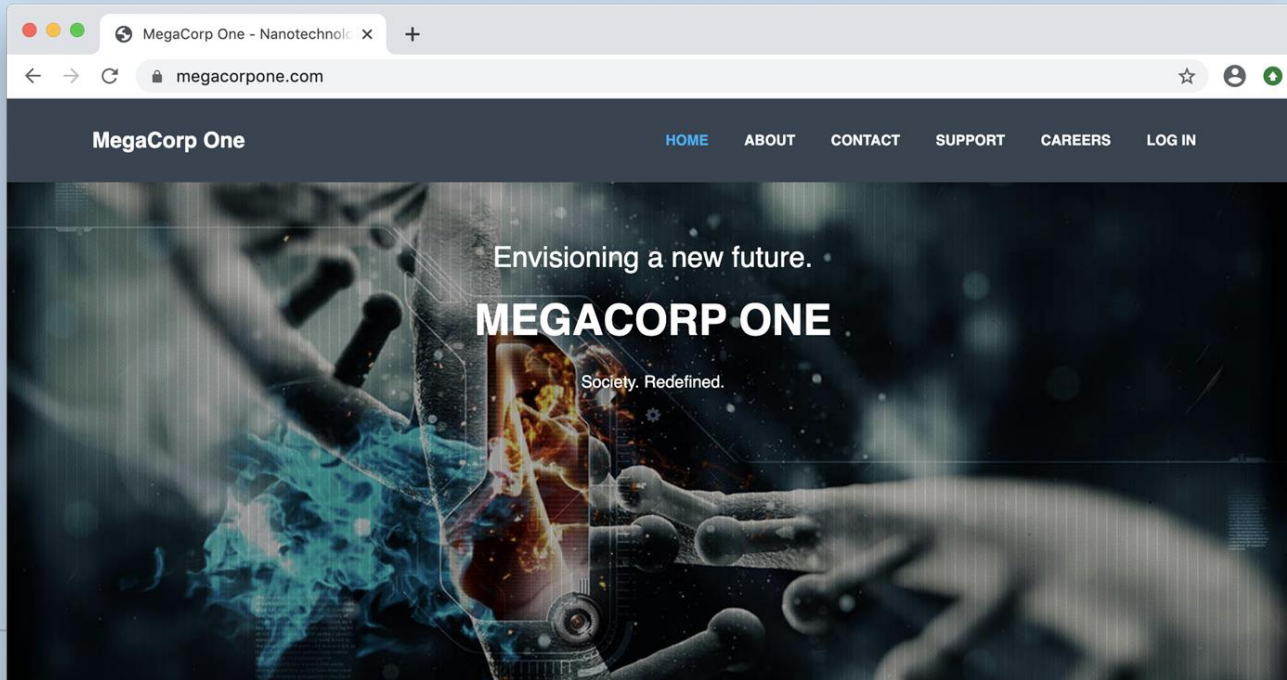 MegaCorp One - Nanotechnolo
megacorpone.com
MegaCorp One
HOME ABOUT CONTACT SUPPORT CAREERS LOG IN
Envisioning a new future.
MEGACORP ONE
Society. Redefined.